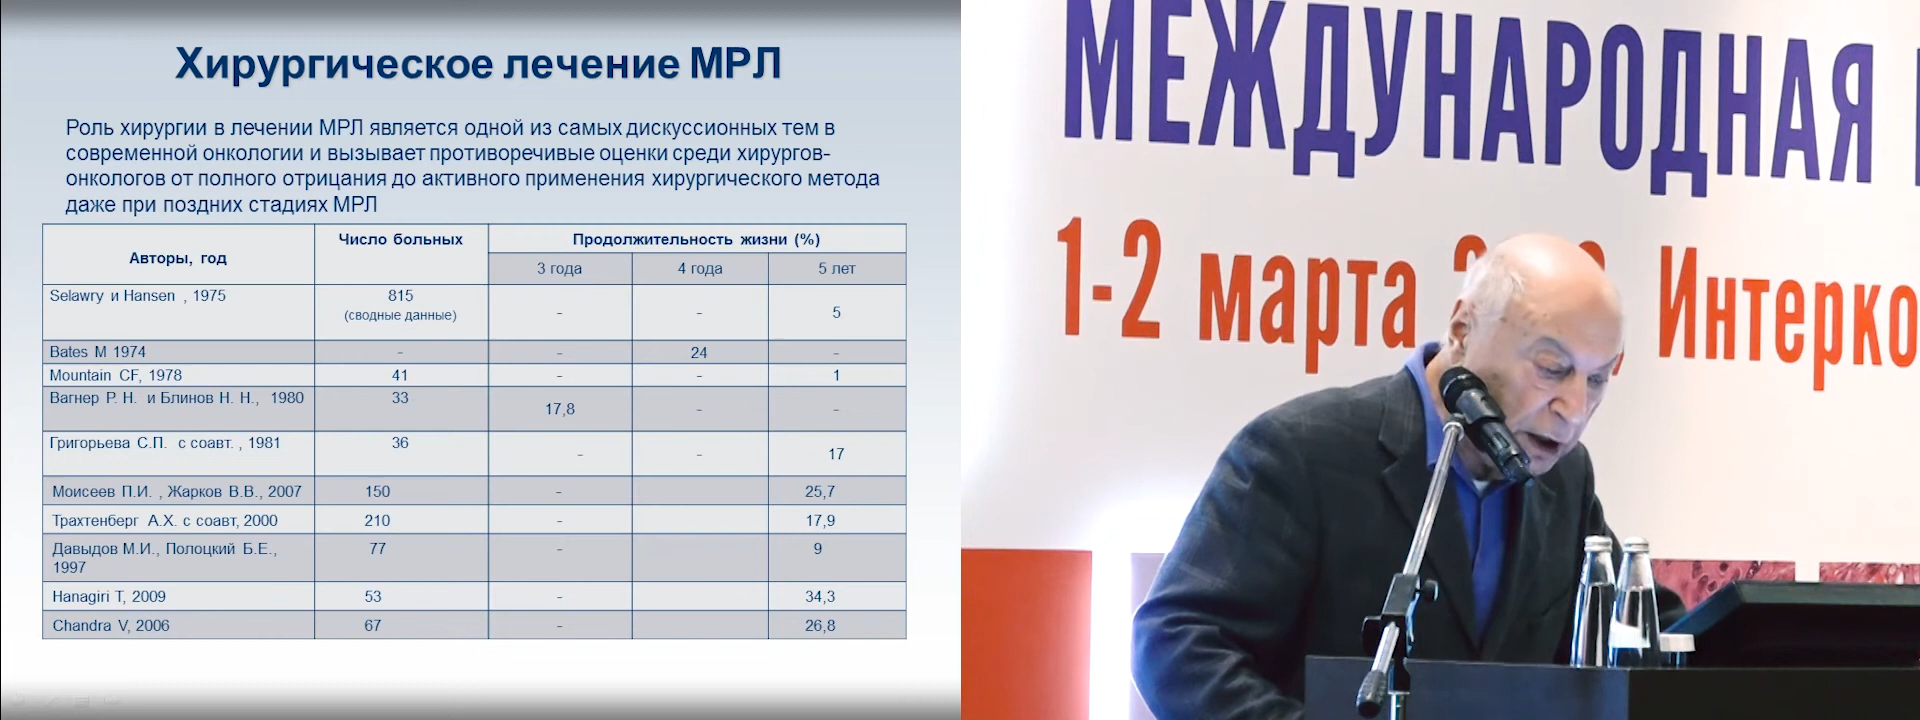 Хирургическое лечение МРЛ
Роль хирургии в лечении МРЛ является одной из самых дискуссионных тем в
современной онкологии и вызывает противоречивые оценки среди хирургов-
онкологов от полного отрицания до активного применения хирургического метода
даже при поздних стадиях МРЛ
Авторы, год Число больных Продолжительность жизни (%)
3 года 4 года 5 лет
Selawry и Hansen , 1975 815 (сводные данные) - - 5
Bates M 1974 - - 24 -
Mountain CF, 1978 41 - - 1
Вагнер Р. Н. и Блинов Н. Н., 1980 33 17,8 - -
Григорьева С.П. с соавт. , 1981 36 - - 17
Моисеев П.И. , Жарков В.В., 2007 150 - 25,7
Трахтенберг А.Х. с соавт, 2000 210 - 17,9
Давыдов М.И., Полоцкий Б.Е.,
1997 77 - 9
Hanagiri T, 2009 53 - 34,3
Chandra V, 2006 67 - 26,8
МЕЖДУНАРОДНАЯ
1-2 марта